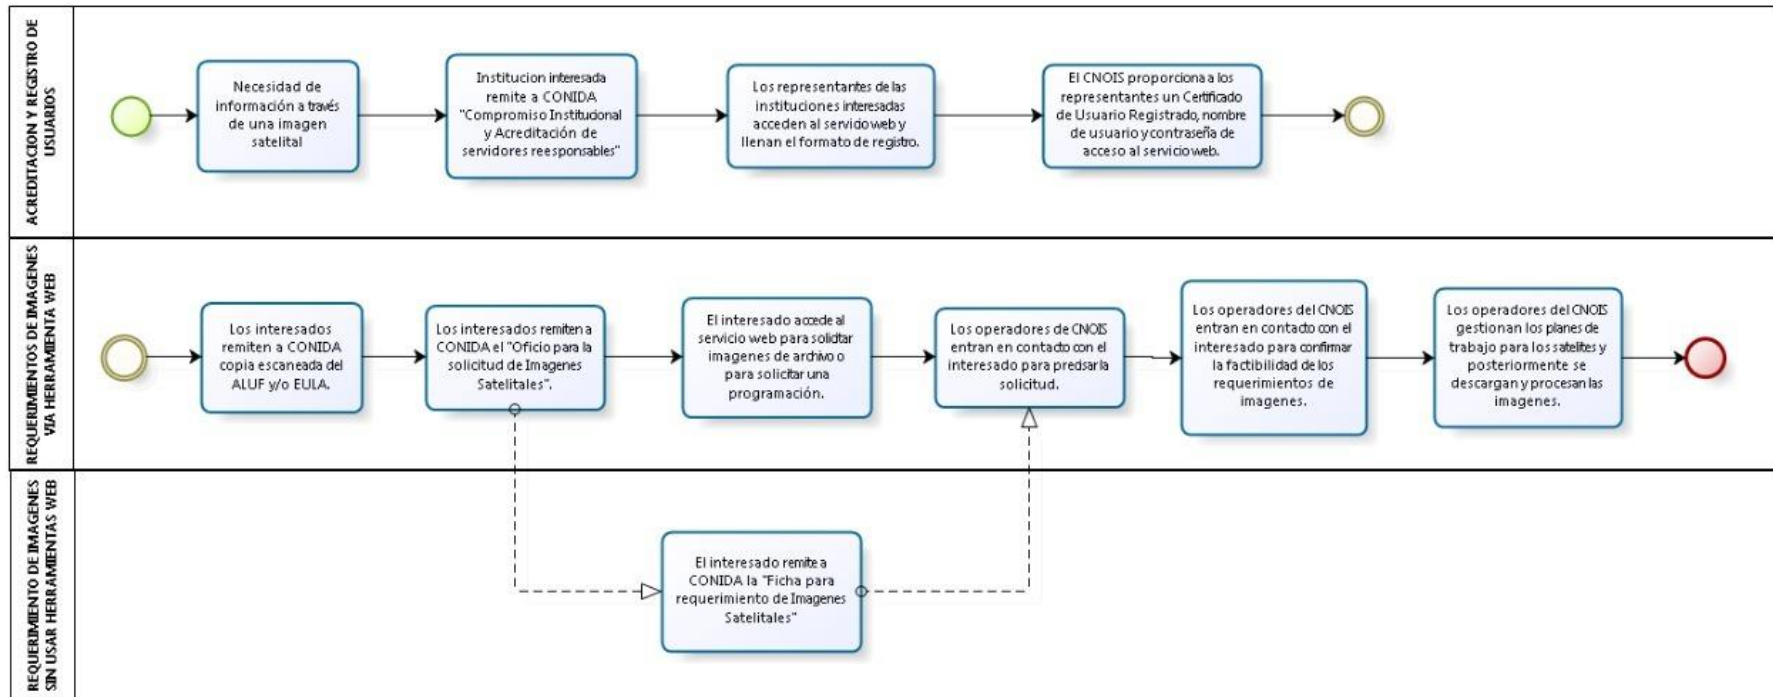 ACREDITACION Y REGISTRO DE
USUARIOS
Necesidad de
información a través
de una imagen
satelital
Institucion interesada
remite a CONIDA
"Compromiso Institucional
y Acreditación de
servidores reesponsables"
Los representantes de las
instituciones interesadas
acceden al servicio web y
llenan el formato de registro.
El CNOIS proporciona a los
representantes un Certificado
de Usuario Registrado, nombre
de usuario y contraseña de
acceso al servicio web.
REQUERIMIENTOS DE IMAGENES
VIA HERRAMIENTA WEB
Los interesados
remiten a CONIDA
copia escaneada del
ALUF y/o EULA.
Los interesados remiten a
CONIDA el "Oficio para la
solicitud de Imagenes
Satelitales".
El interesado accede al
servicio web para solicitar
imagenes de archivo o
para solicitar una
programación.
Los operadores de CNOIS
entran en contacto con el
interesado para precisar la
solicitud.
Los operadores del CNOIS
entran en contacto con el
interesado para confirmar
la factibilidad de los
requerimientos de
imagenes.
Los operadores del CNOIS
gestionan los planes de
trabajo para los satelites y
posteriormente se
descargan y procesan las
imagenes.
REQUERIMIENTO DE IMAGENES
SIN USAR HERRAMIENTAS WEB
El interesado remite a
CONIDA la "Ficha para
requerimiento de Imagenes
Satelitales"